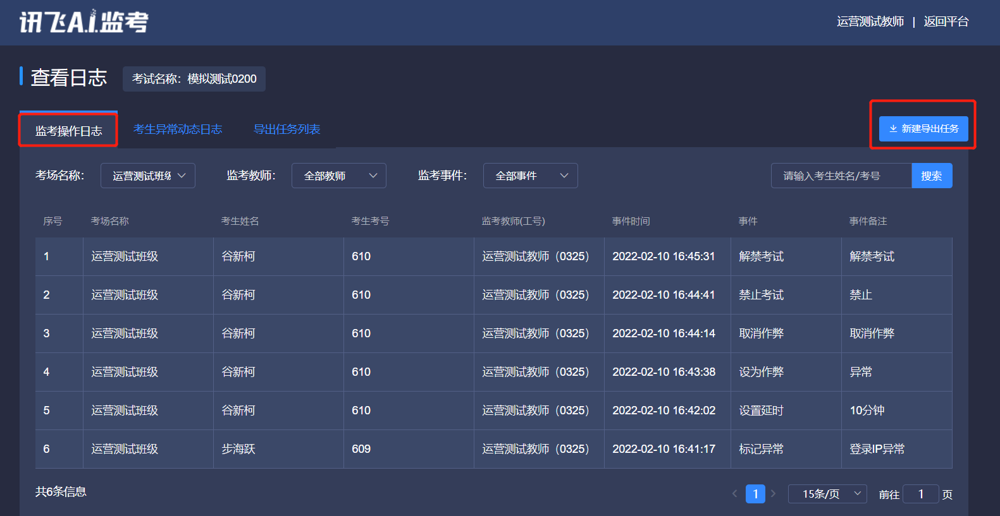 讯飞A.I.监考
运营测试教师 | 返回平台
查看日志 考试名称：模拟测试0200
监考操作日志 考生异常动态日志 导出任务列表 新建导出任务
考场名称： 运营测试班级 监考教师： 全部教师 监考事件： 全部事件 请输入考生姓名/考号 搜索
序号 考场名称 考生姓名 考生考号 监考教师(工号) 事件时间 事件 事件备注
1 运营测试班级 谷新柯 610 运营测试教师（0325） 2022-02-10 16:45:31 解禁考试 解禁考试
2 运营测试班级 谷新柯 610 运营测试教师（0325） 2022-02-10 16:44:41 禁止考试 禁止
3 运营测试班级 谷新柯 610 运营测试教师（0325） 2022-02-10 16:44:14 取消作弊 取消作弊
4 运营测试班级 谷新柯 610 运营测试教师（0325） 2022-02-10 16:43:38 设为作弊 异常
5 运营测试班级 谷新柯 610 运营测试教师（0325） 2022-02-10 16:42:02 设置延时 10分钟
6 运营测试班级 步海跃 609 运营测试教师（0325） 2022-02-10 16:41:17 标记异常 登录IP异常
共6条信息 1 15条/页 前往 1 页